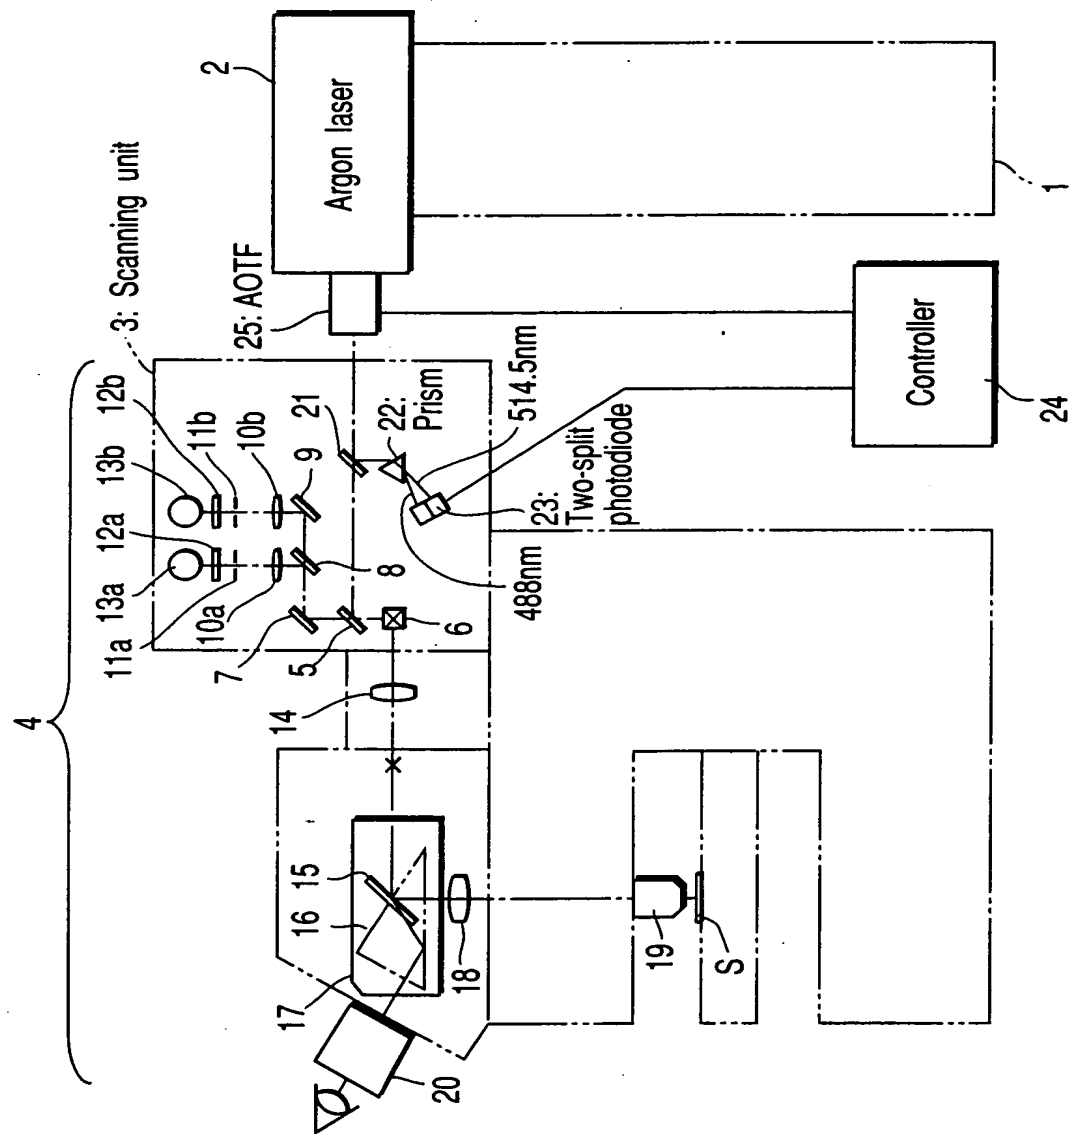 4
3: Scanning unit
2
Argon laser
1
25: AOTF
12b
13b
11b
10b
9
12a
13a
11a
10a
8
7
5
6
21
22:
Prism
514.5nm
488nm
23:
Two-split
photodiode
Controller
24
14
15
16
17
18
19
S
20